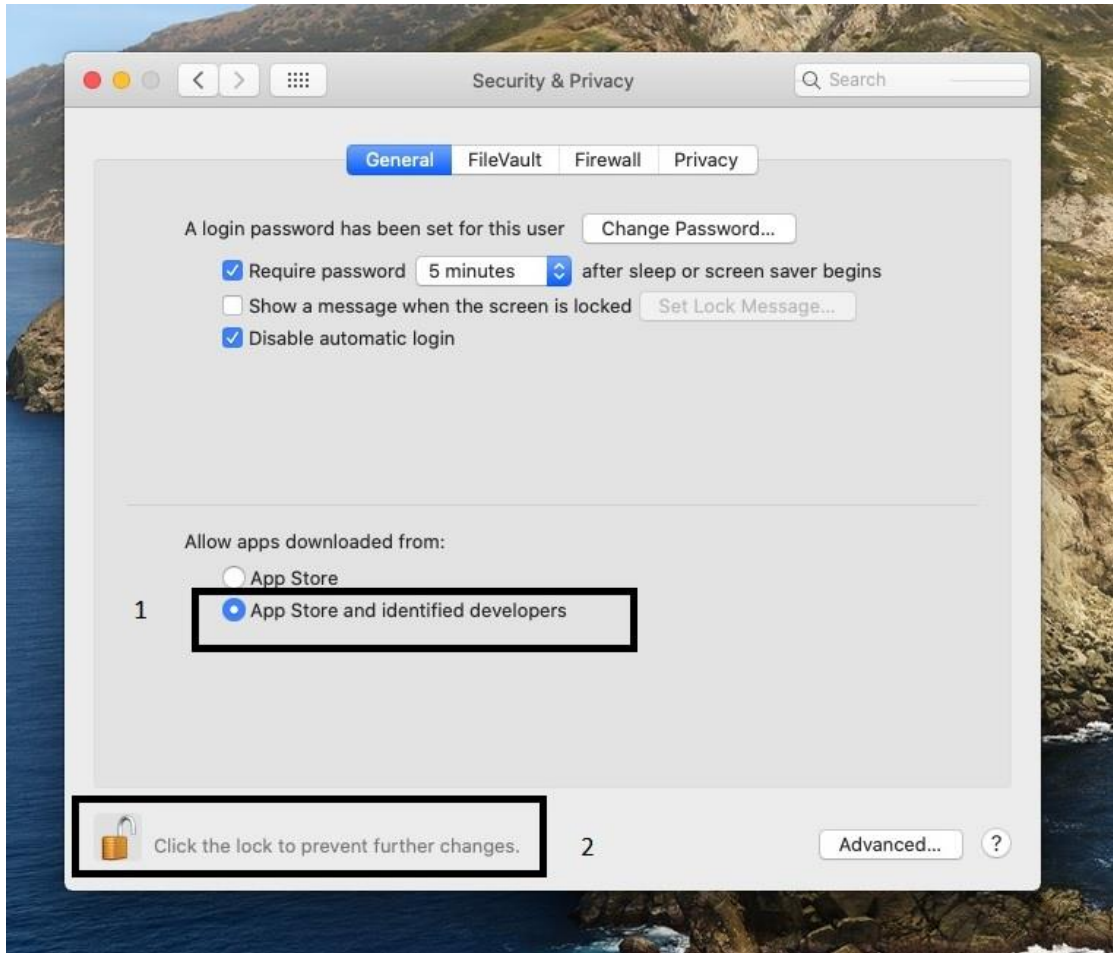 Security & Privacy
Search
General FileVault Firewall Privacy
A login password has been set for this user Change Password...
Require password 5 minutes after sleep or screen saver begins
Show a message when the screen is locked Set Lock Message...
Disable automatic login
Allow apps downloaded from:
App Store
1 App Store and identified developers
Click the lock to prevent further changes. 2 Advanced... ?